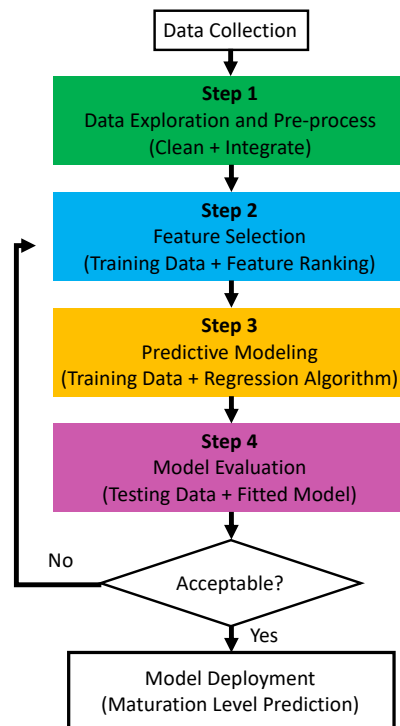 Data Collection
Step 1
Data Exploration and Pre-process
(Clean + Integrate)
Step 2
Feature Selection
(Training Data + Feature Ranking)
Step 3
Predictive Modeling
(Training Data + Regression Algorithm)
Step 4
Model Evaluation
(Testing Data + Fitted Model)
No
Acceptable?
Yes
Model Deployment
(Maturation Level Prediction)